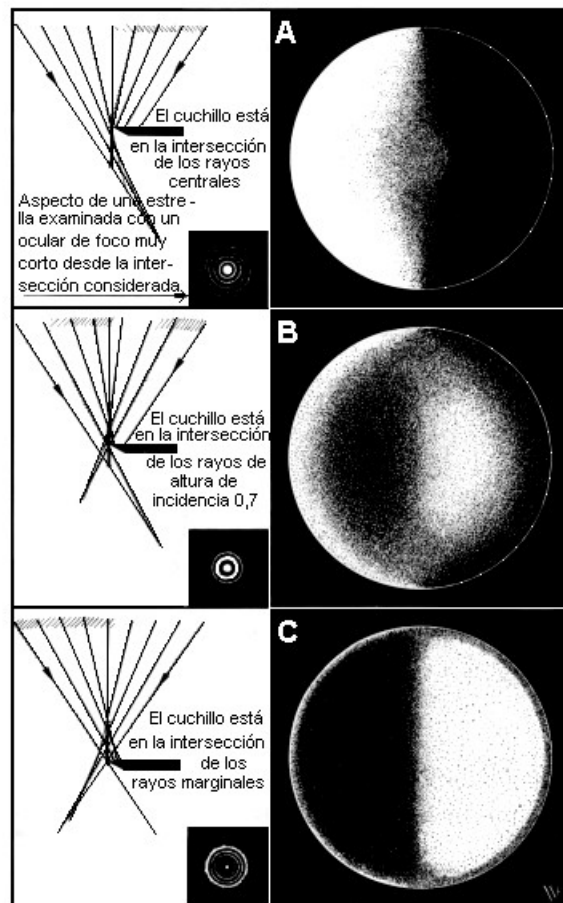 A
El cuchillo está
en la intersección
de los rayos
centrales
Aspecto de une estre -
lla examinada con un
ocular de foco muy
corto desde la inter-
sección considerada
B
El cuchillo está
en la intersección
de los rayos de
altura de
incidencia 0,7
C
El cuchillo está
en la intersección
de los
rayos marginales